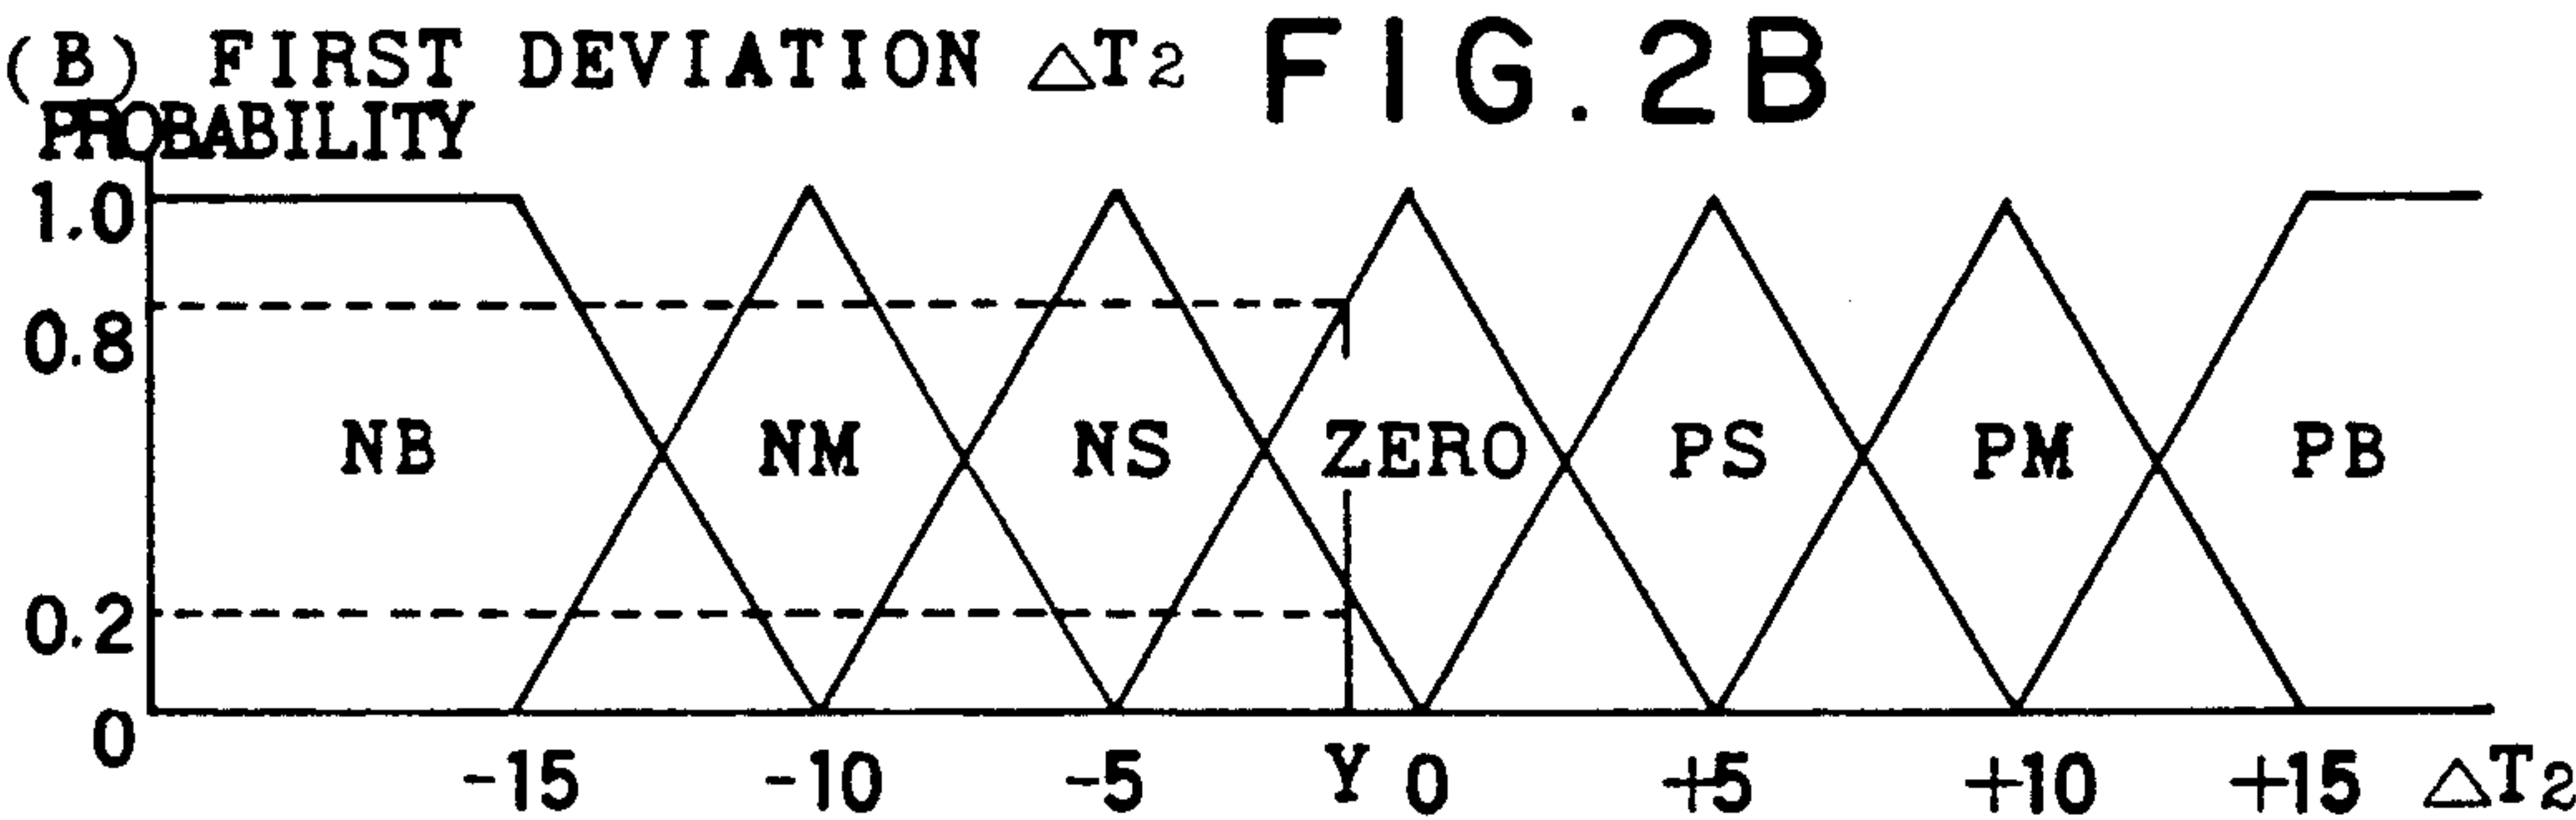 (B) FIRST DEVIATION △T2 FIG.2B
PROBABILITY
1.0
0.8
NB NM NS ZERO PS PM PB
0.2
0
-15 -10 -5 Y 0 +5 +10 +15 △T2